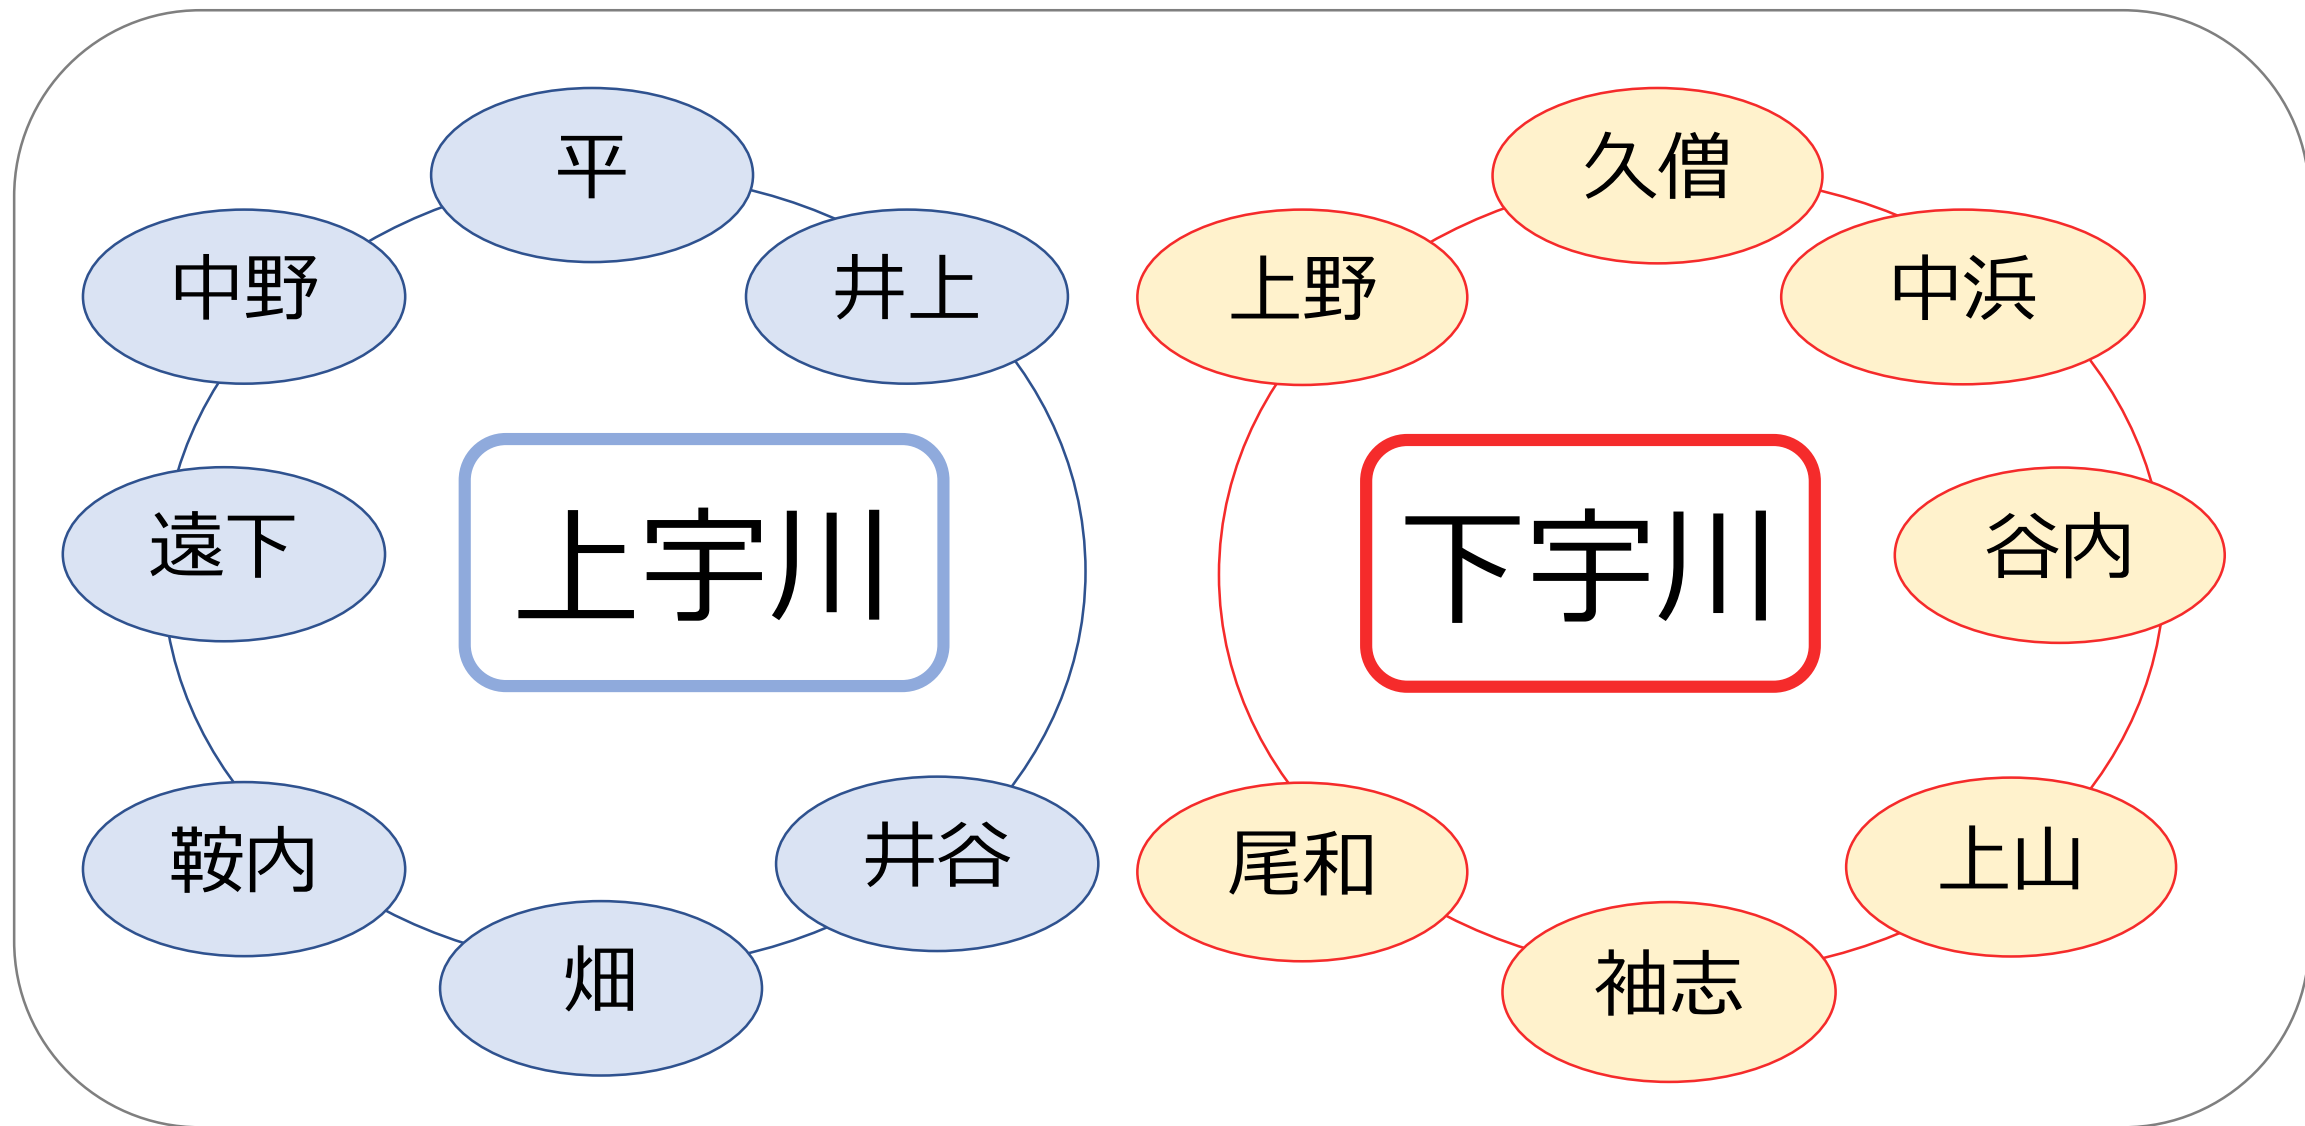 平
中野
井上
遠下
上宇川
鞍内
井谷
畑
久僧
上野
中浜
下宇川
谷内
尾和
上山
袖志